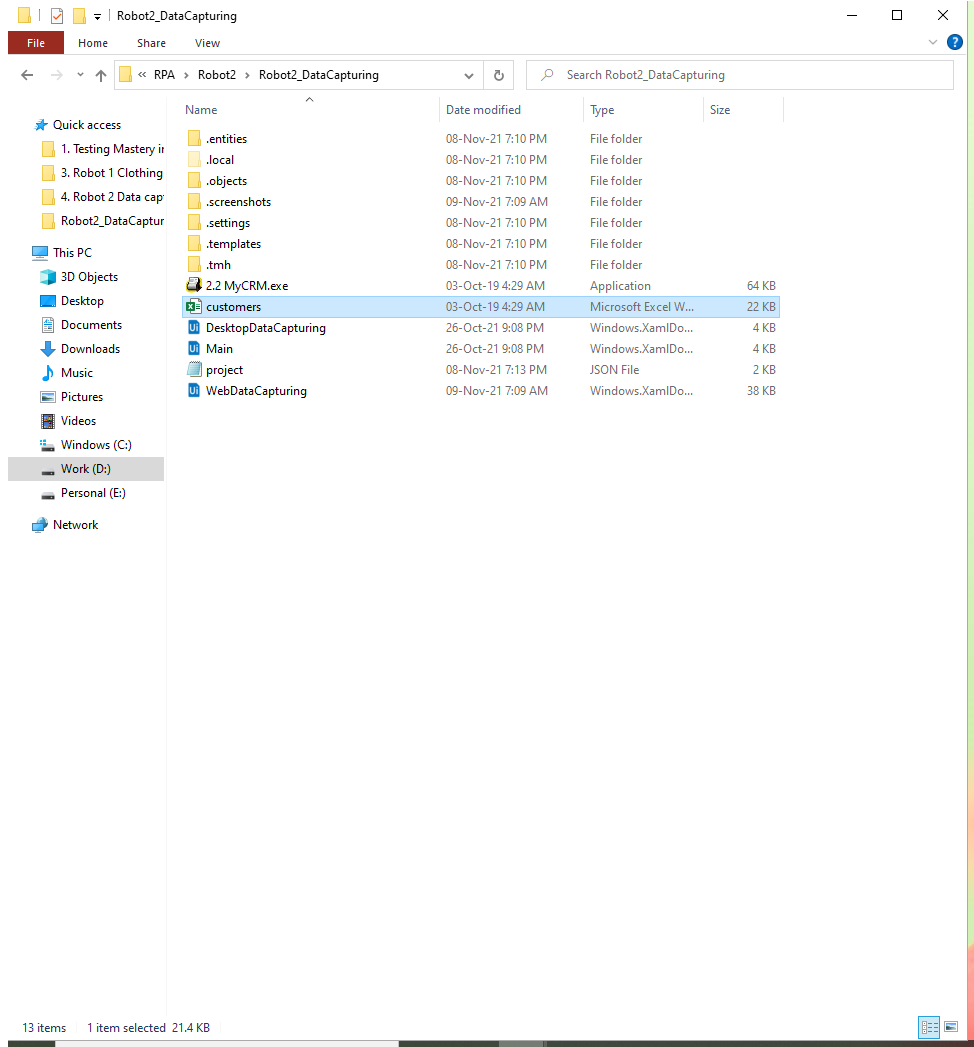 Robot2_DataCapturing
File Home Share View
« RPA › Robot2 › Robot2_DataCapturing Search Robot2_DataCapturing
Name Date modified Type Size
Quick access
1. Testing Mastery in
3. Robot 1 Clothing
4. Robot 2 Data cap
Robot2_DataCaptur
This PC
3D Objects
Desktop
Documents
Downloads
Music
Pictures
Videos
Windows (C:)
Work (D:)
Personal (E:)
Network
.entities 08-Nov-21 7:10 PM File folder
.local 08-Nov-21 7:10 PM File folder
.objects 08-Nov-21 7:10 PM File folder
.screenshots 09-Nov-21 7:09 AM File folder
.settings 08-Nov-21 7:10 PM File folder
.templates 08-Nov-21 7:10 PM File folder
.tmh 08-Nov-21 7:10 PM File folder
2.2 MyCRM.exe 03-Oct-19 4:29 AM Application 64 KB
customers 03-Oct-19 4:29 AM Microsoft Excel W... 22 KB
DesktopDataCapturing 26-Oct-21 9:08 PM Windows.XamlDo... 4 KB
Main 26-Oct-21 9:08 PM Windows.XamlDo... 4 KB
project 08-Nov-21 7:13 PM JSON File 2 KB
WebDataCapturing 09-Nov-21 7:09 AM Windows.XamlDo... 38 KB
13 items 1 item selected 21.4 KB